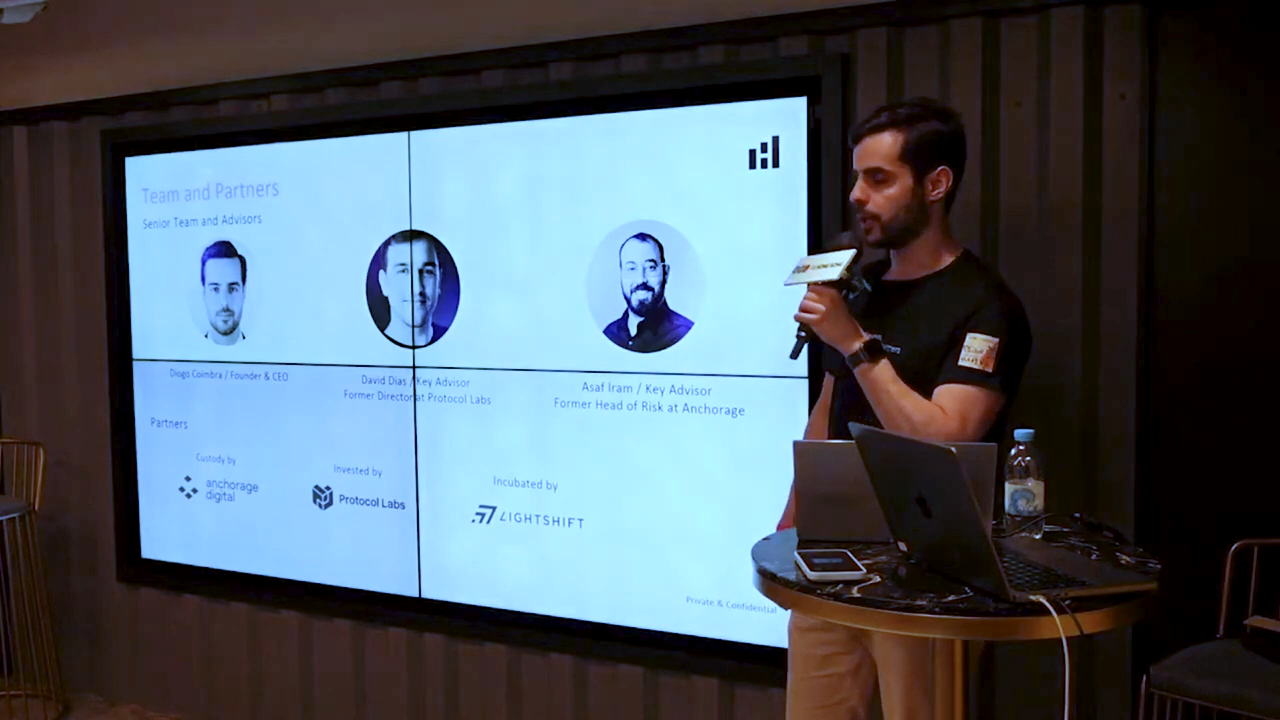 Team and Partners
Senior Team and Advisors
Diogo Coimbra / Founder & CEO
David Dias / Key Advisor
Former Director at Protocol Labs
Asaf Iram / Key Advisor
Former Head of Risk at Anchorage
Partners
Custody by
anchorage
digital
Invested by
Protocol Labs
Incubated by
LIGHTSHIFT
Private & Confidential